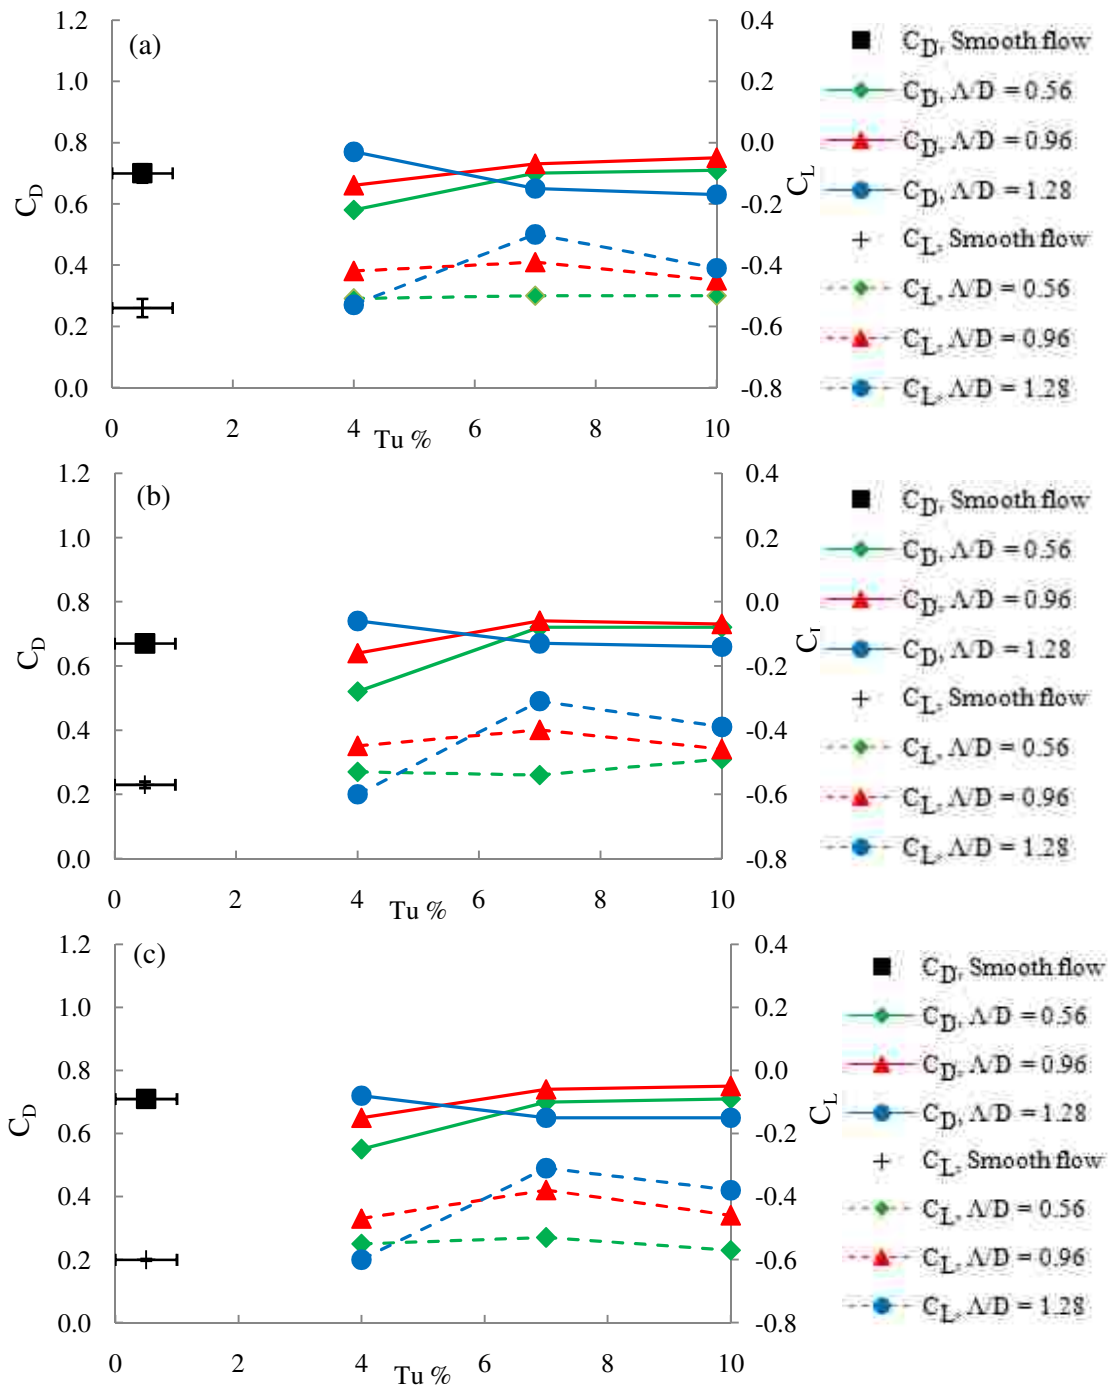 (a)
1.2
1.0
0.8
0.6
0.4
0.2
0.0
C_D
0 2 4 6 8 10
Tu %
0.4
0.2
0.0
-0.2
-0.4
-0.6
-0.8
C_L
C_D, Smooth flow
C_D, Λ/D = 0.56
C_D, Λ/D = 0.96
C_D, Λ/D = 1.28
C_L, Smooth flow
C_L, Λ/D = 0.56
C_L, Λ/D = 0.96
C_L, Λ/D = 1.28
(b)
1.2
1.0
0.8
0.6
0.4
0.2
0.0
C_D
0 2 4 6 8 10
Tu %
0.4
0.2
0.0
-0.2
-0.4
-0.6
-0.8
C_D, Smooth flow
C_D, Λ/D = 0.56
C_D, Λ/D = 0.96
C_D, Λ/D = 1.28
C_L, Smooth flow
C_L, Λ/D = 0.56
C_L, Λ/D = 0.96
C_L, Λ/D = 1.28
(c)
1.2
1.0
0.8
0.6
0.4
0.2
0.0
C_D
0 2 4 6 8 10
Tu %
0.4
0.2
0.0
-0.2
-0.4
-0.6
-0.8
C_L
C_D, Smooth flow
C_D, Λ/D = 0.56
C_D, Λ/D = 0.96
C_D, Λ/D = 1.28
C_L, Smooth flow
C_L, Λ/D = 0.56
C_L, Λ/D = 0.96
C_L, Λ/D = 1.28